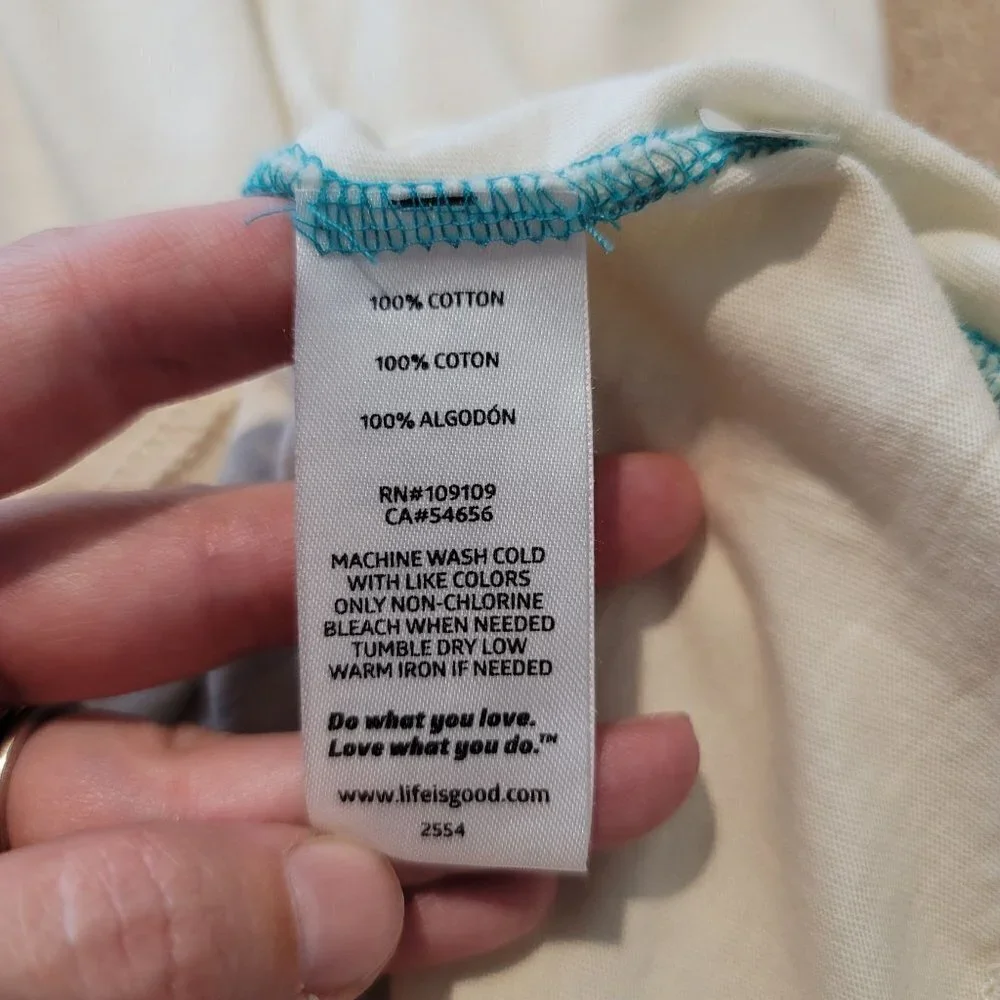 100% COTTON
100% COTON
100% ALGODÓN
RN#109109
CA#54656
MACHINE WASH COLD
WITH LIKE COLORS
ONLY NON-CHLORINE
BLEACH WHEN NEEDED
TUMBLE DRY LOW
WARM IRON IF NEEDED
Do what you love.
Love what you do.™
www.lifeisgood.com
2554